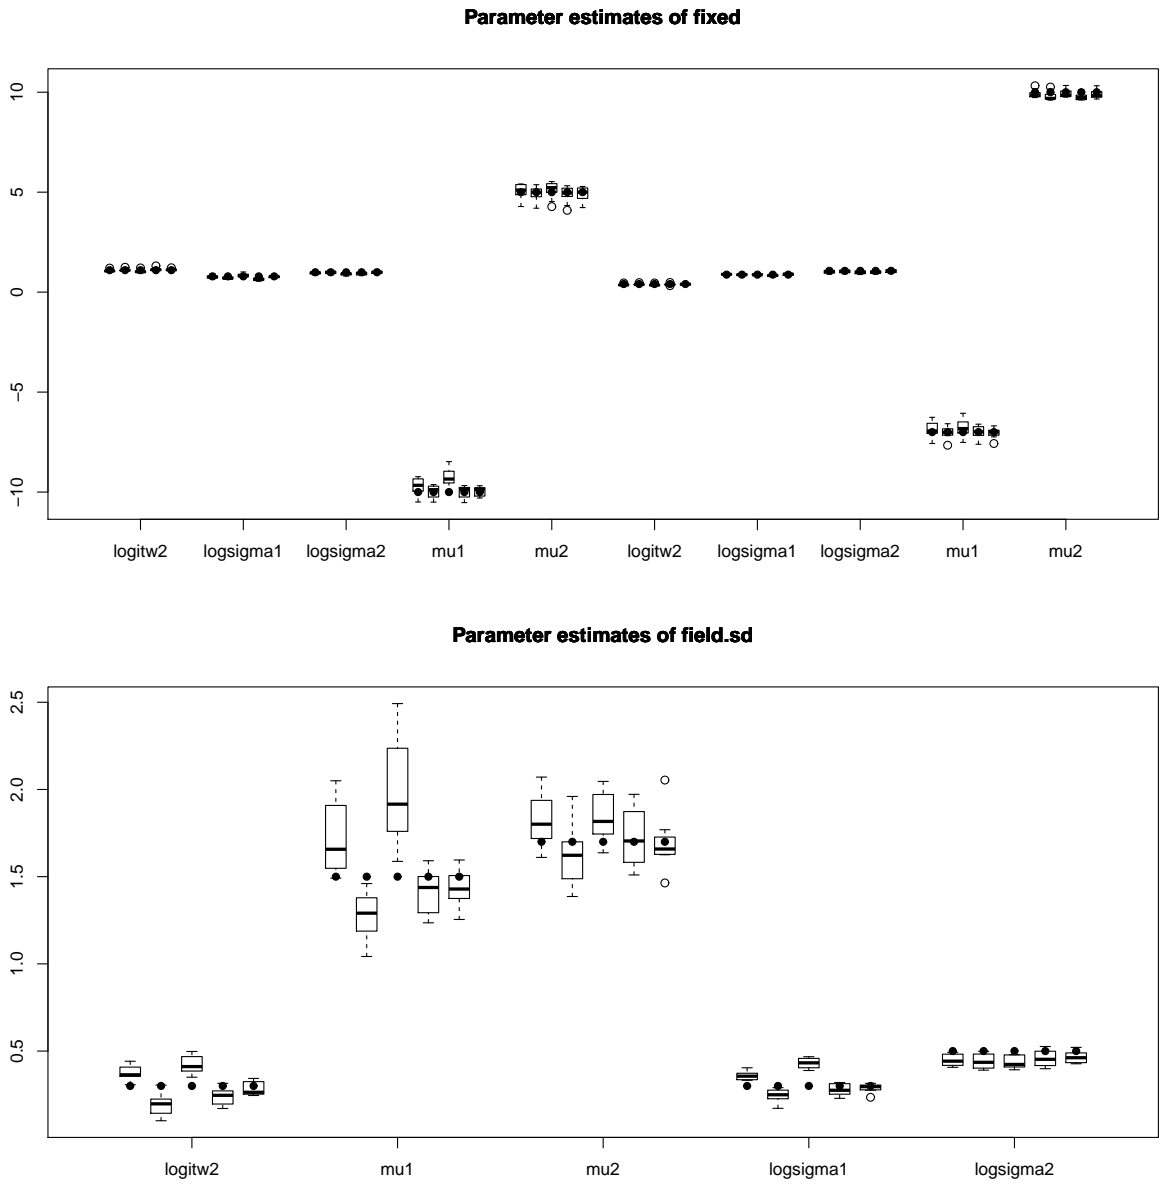 Parameter estimates of fixed
10
5
0
−5
−10
logitw2 logsigma1 logsigma2 mu1 mu2 logitw2 logsigma1 logsigma2 mu1 mu2
Parameter estimates of field.sd
2.5
2.0
1.5
1.0
0.5
logitw2 mu1 mu2 logsigma1 logsigma2